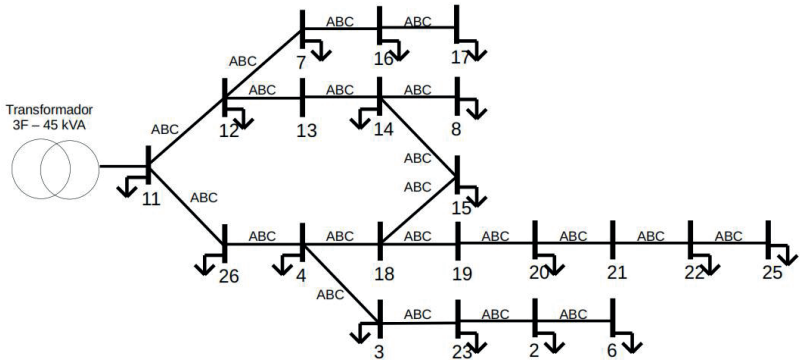 ABC ABC
7 16 17
ABC
Transformador
3F – 45 kVA
ABC ABC ABC
12 13 14 8
ABC
ABC
ABC
11
ABC
15
ABC ABC ABC ABC ABC ABC ABC
26 4 18 19 20 21 22 25
ABC
ABC ABC ABC
3 23 2 6